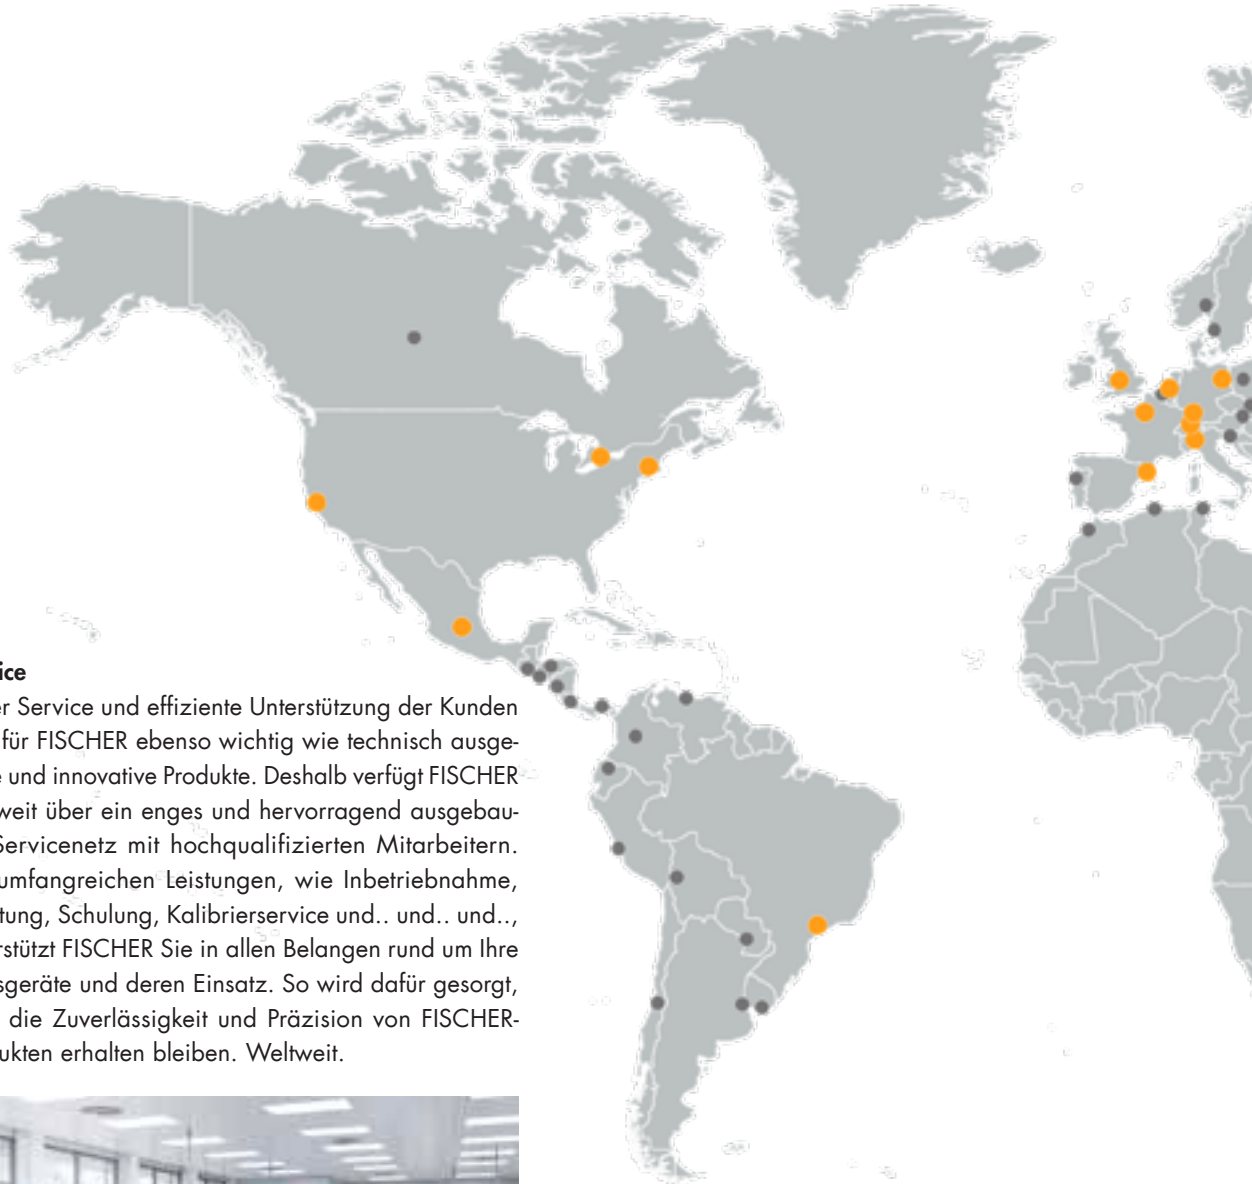 ice
er Service und effiziente Unterstützung der Kunden
für FISCHER ebenso wichtig wie technisch ausge-
e und innovative Produkte. Deshalb verfügt FISCHER
weit über ein enges und hervorragend ausgebau-
Servicenetz mit hochqualifizierten Mitarbeitern.
umfangreichen Leistungen, wie Inbetriebnahme,
tung, Schulung, Kalibrierservice und.. und.. und..,
rstützt FISCHER Sie in allen Belangen rund um Ihre
sgeräte und deren Einsatz. So wird dafür gesorgt,
die Zuverlässigkeit und Präzision von FISCHER-
ukten erhalten bleiben. Weltweit.